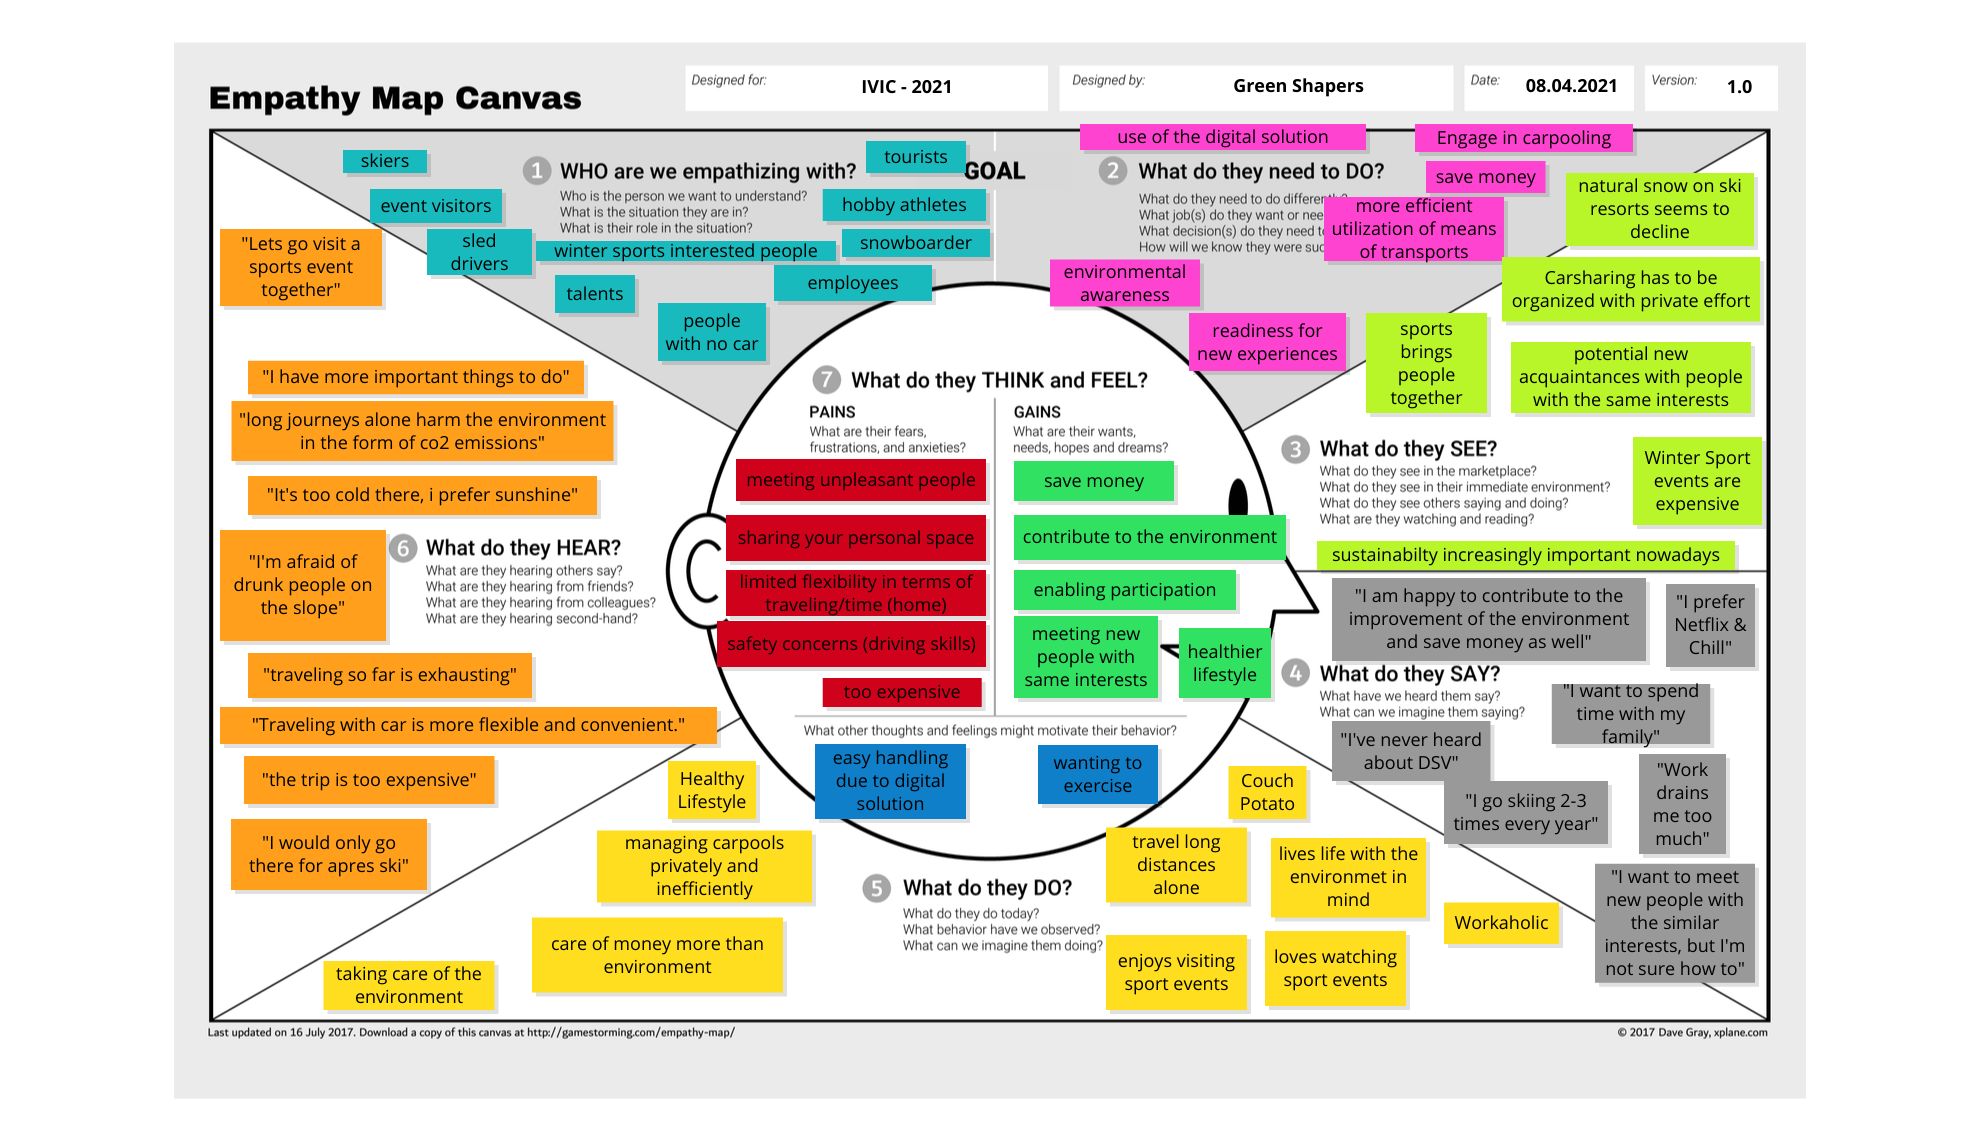 Empathy Map Canvas
Designed for:
IVIC - 2021
Designed by:
Green Shapers
Date:
08.04.2021
Version:
1.0
GOAL
1
WHO are we empathizing with?
Who is the person we want to understand?
What is the situation they are in?
What is their role in the situation?
skiers
event visitors
sled
drivers
winter sports interested people
talents
people
with no car
employees
snowboarder
hobby athletes
tourists
2
What do they need to DO?
What do they need to do
What job(s) do they want or
What decision(s) do they need
How will we know they were
use of the digital solution
Engage in carpooling
save money
more efficient
utilization of means
of transports
environmental
awareness
readiness for
new experiences
natural snow on ski
resorts seems to
decline
Carsharing has to be
organized with private effort
sports
brings
people
together
potential new
acquaintances with people
with the same interests
3
What do they SEE?
What do they see in the marketplace?
What do they see in their immediate environment?
What do they see others saying and doing?
What are they watching and reading?
Winter Sport
events are
expensive
sustainabilty increasingly important nowadays
"I am happy to contribute to the
improvement of the environment
and save money as well"
"I prefer
Netflix &
Chill"
4
What do they SAY?
What have we heard them say?
What can we imagine them saying?
"I want to spend
time with my
family"
"I've never heard
about DSV"
"I go skiing 2-3
times every year"
"Work
drains
me too
much"
"I want to meet
new people with
the similar
interests, but I'm
not sure how to"
5
What do they DO?
What do they do today?
What behavior have we observed?
What can we imagine them doing?
Healthy
Lifestyle
managing carpools
privately and
inefficiently
care of money more than
environment
taking care of the
environment
Couch
Potato
travel long
distances
alone
lives life with the
environmet in
mind
Workaholic
enjoys visiting
sport events
loves watching
sport events
6
What do they HEAR?
What are they hearing others say?
What are they hearing from friends?
What are they hearing from colleagues?
What are they hearing second-hand?
"Lets go visit a
sports event
together"
"I have more important things to do"
"long journeys alone harm the environment
in the form of co2 emissions"
"It's too cold there, i prefer sunshine"
"I'm afraid of
drunk people on
the slope"
"traveling so far is exhausting"
"Traveling with car is more flexible and convenient."
"the trip is too expensive"
"I would only go
there for apres ski"
7
What do they THINK and FEEL?
PAINS
What are their fears,
frustrations, and anxieties?
meeting unpleasant people
sharing your personal space
limited flexibility in terms of
traveling/time (home)
safety concerns (driving skills)
too expensive
GAINS
What are their wants,
needs, hopes and dreams?
save money
contribute to the environment
enabling participation
meeting new
people with
same interests
healthier
lifestyle
What other thoughts and feelings might motivate their behavior?
easy handling
due to digital
solution
wanting to
exercise
Last updated on 16 July 2017. Download a copy of this canvas at http://gamestorming.com/empathy-map/
© 2017 Dave Gray, xplane.com